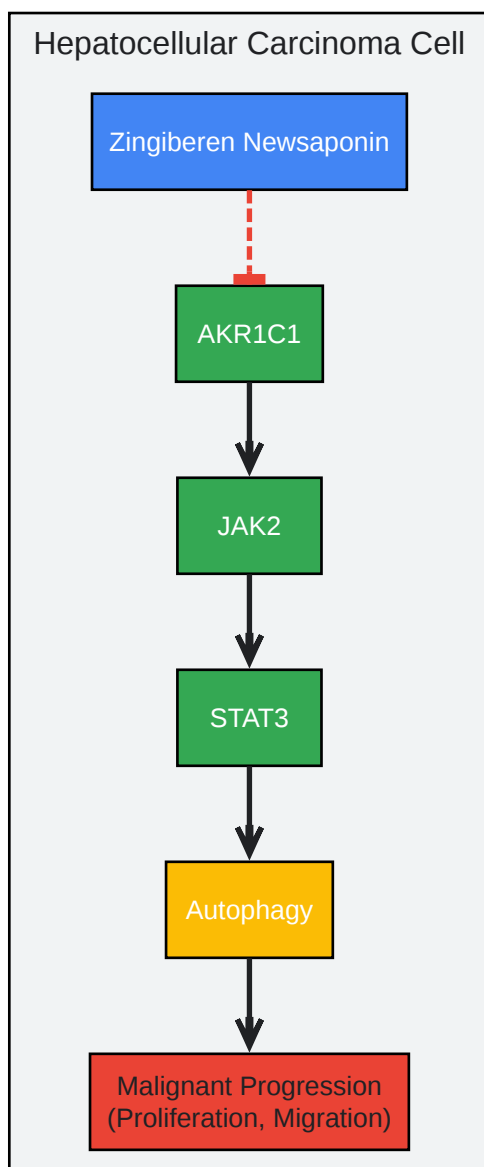 Hepatocellular Carcinoma Cell
Zingiberen Newsaponin
AKR1C1
JAK2
STAT3
Autophagy
Malignant Progression
(Proliferation, Migration)